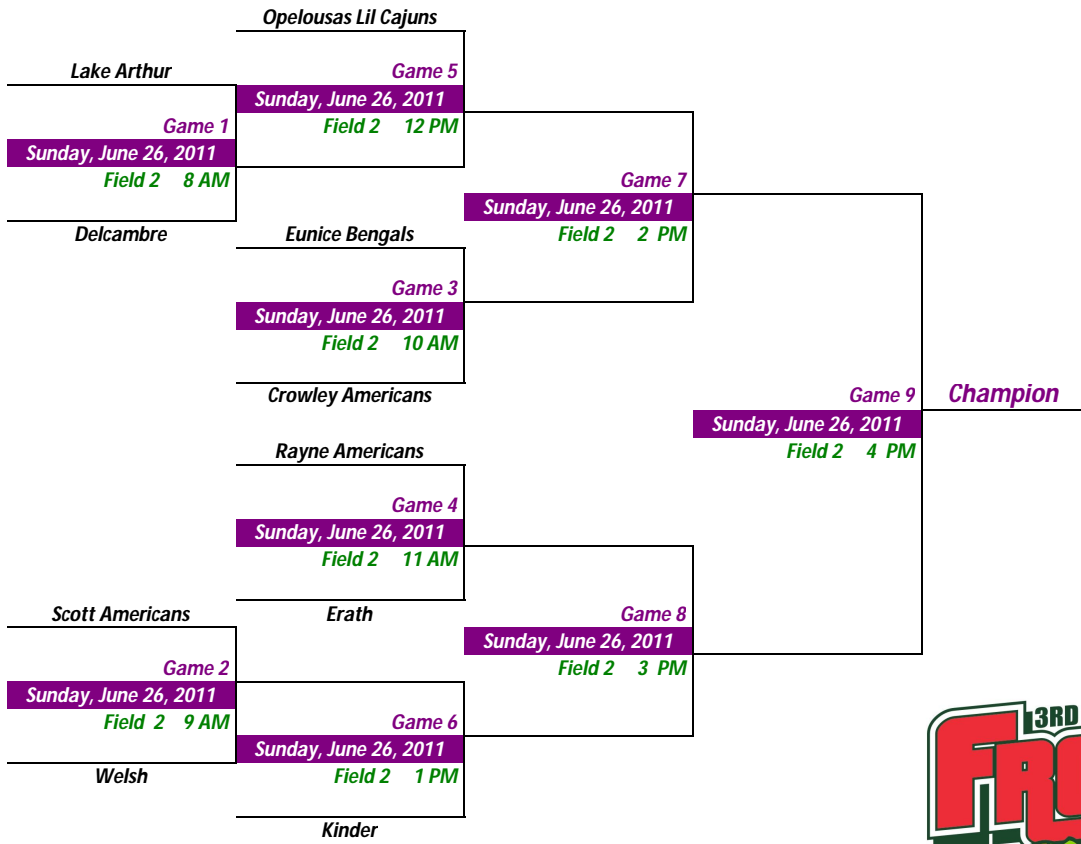 Opelousas Lil Cajuns
Lake Arthur
Game 5
Sunday, June 26, 2011
Field 2 12 PM
Game 1
Sunday, June 26, 2011
Field 2 8 AM
Delcambre
Game 7
Sunday, June 26, 2011
Field 2 2 PM
Eunice Bengals
Game 3
Sunday, June 26, 2011
Field 2 10 AM
Crowley Americans
Game 9
Sunday, June 26, 2011
Field 2 4 PM
Champion
Rayne Americans
Game 4
Sunday, June 26, 2011
Field 2 11 AM
Erath
Scott Americans
Game 8
Sunday, June 26, 2011
Field 2 3 PM
Game 2
Sunday, June 26, 2011
Field 2 9 AM
Welsh
Game 6
Sunday, June 26, 2011
Field 2 1 PM
Kinder
3RD